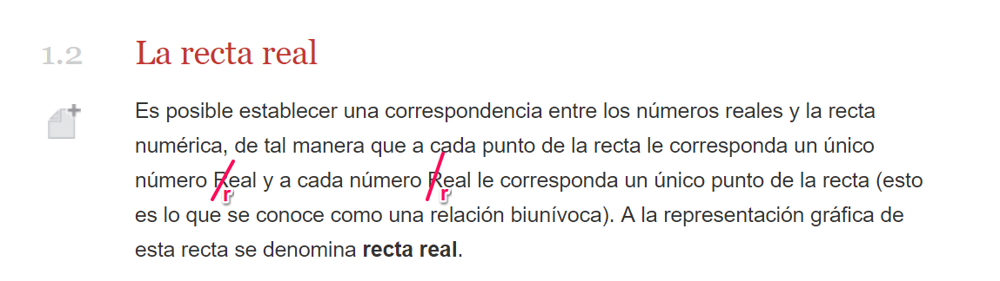 1.2 La recta real
Es posible establecer una correspondencia entre los números reales y la recta
numérica, de tal manera que a cada punto de la recta le corresponda un único
número Real y a cada número Real le corresponda un único punto de la recta (esto
r r
es lo que se conoce como una relación biunívoca). A la representación gráfica de
esta recta se denomina recta real.